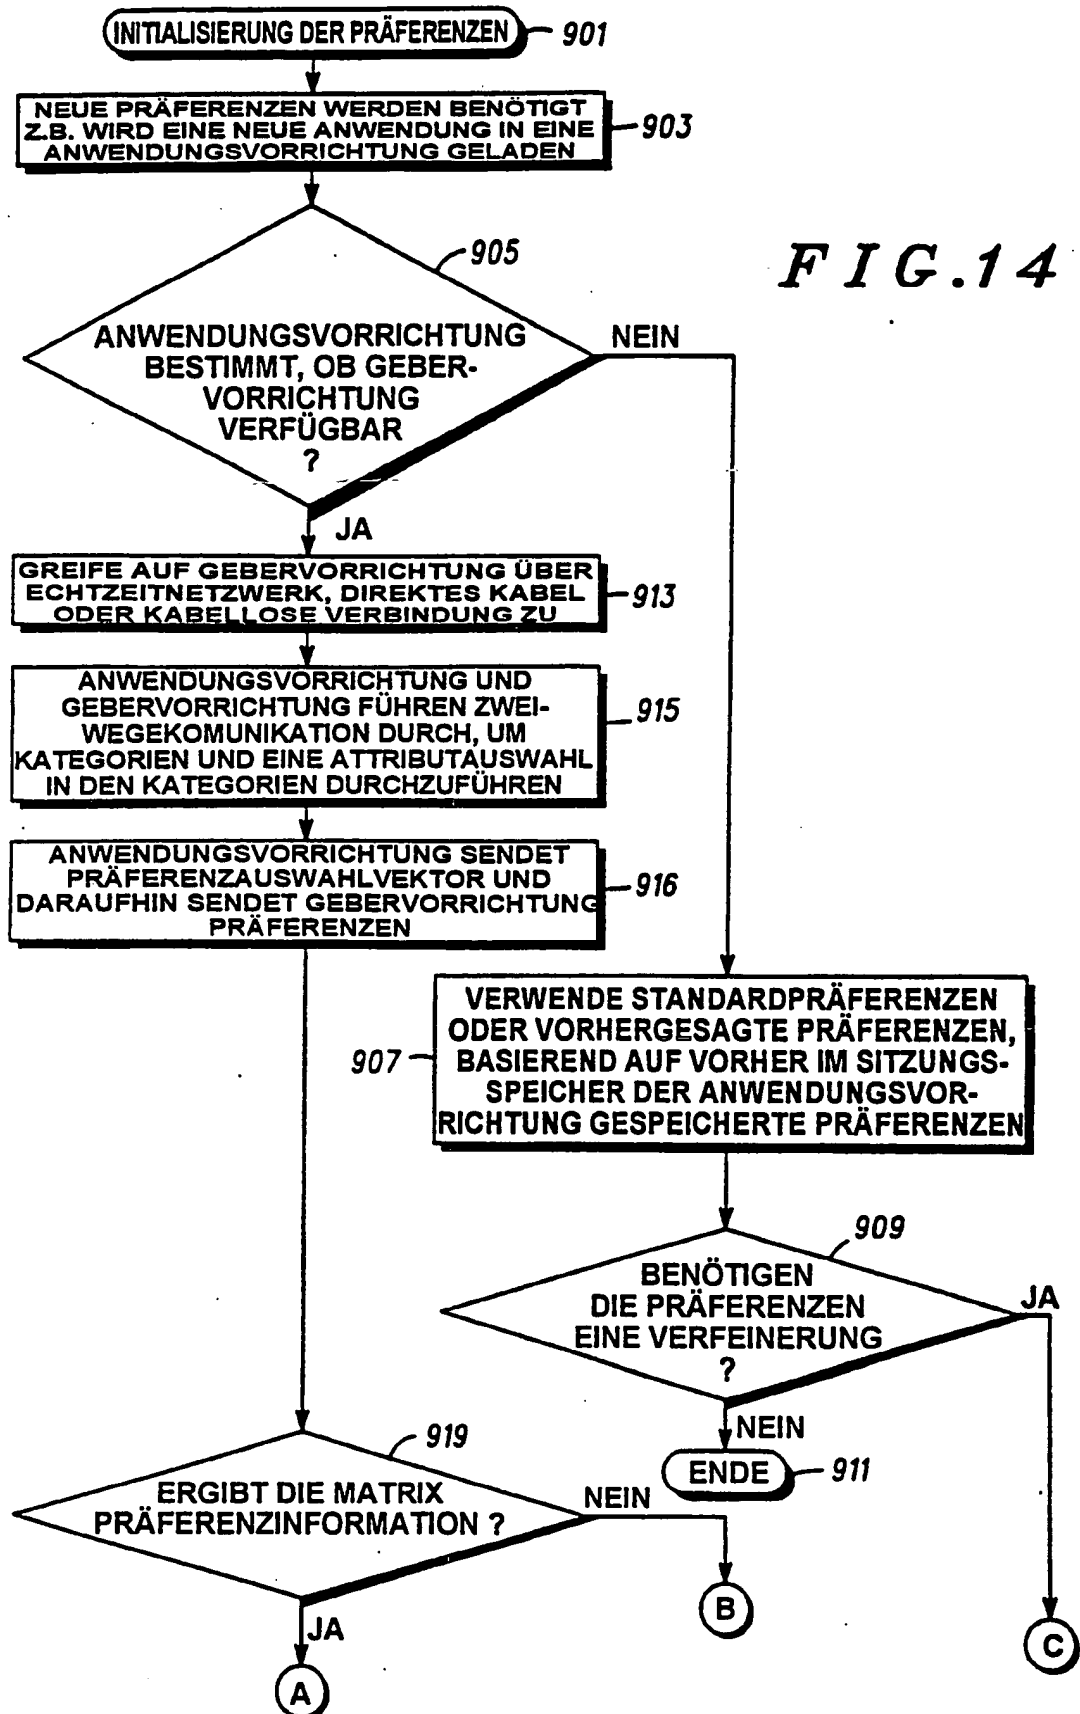 INITIALISIERUNG DER PRÄFERENZEN
901
NEUE PRÄFERENZEN WERDEN BENÖTIGT
Z.B. WIRD EINE NEUE ANWENDUNG IN EINE
ANWENDUNGSVORRICHTUNG GELADEN
903
905
FIG.14
ANWENDUNGSVORRICHTUNG
BESTIMMT, OB GEBER-
VORRICHTUNG
VERFÜGBAR
?
NEIN
JA
GREIFE AUF GEBERVORRICHTUNG ÜBER
ECHTZEITNETZWERK, DIREKTES KABEL
ODER KABELLOSE VERBINDUNG ZU
913
ANWENDUNGSVORRICHTUNG UND
GEBERVORRICHTUNG FÜHREN ZWEI-
WEGEKOMUNIKATION DURCH, UM
KATEGORIEN UND EINE ATTRIBUTAUSWAHL
IN DEN KATEGORIEN DURCHZUFÜHREN
915
ANWENDUNGSVORRICHTUNG SENDET
PRÄFERENZAUSWAHLVEKTOR UND
DARAUFHIN SENDET GEBERVORRICHTUNG
PRÄFERENZEN
916
VERWENDE STANDARDPRÄFERENZEN
ODER VORHERGESAGTE PRÄFERENZEN,
BASIEREND AUF VORHER IM SITZUNGS-
SPEICHER DER ANWENDUNGSVOR-
RICHTUNG GESPEICHERTE PRÄFERENZEN
907
909
BENÖTIGEN
DIE PRÄFERENZEN
EINE VERFEINERUNG
?
JA
NEIN
ENDE
911
919
ERGIBT DIE MATRIX
PRÄFERENZINFORMATION ?
NEIN
JA
B
C
A